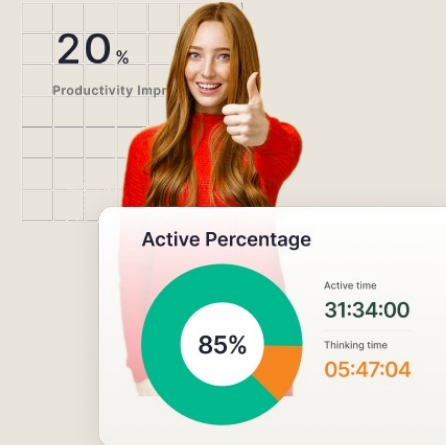 20%
Productivity Impr
Active Percentage
85%
Active time
31:34:00
Thinking time
05:47:04